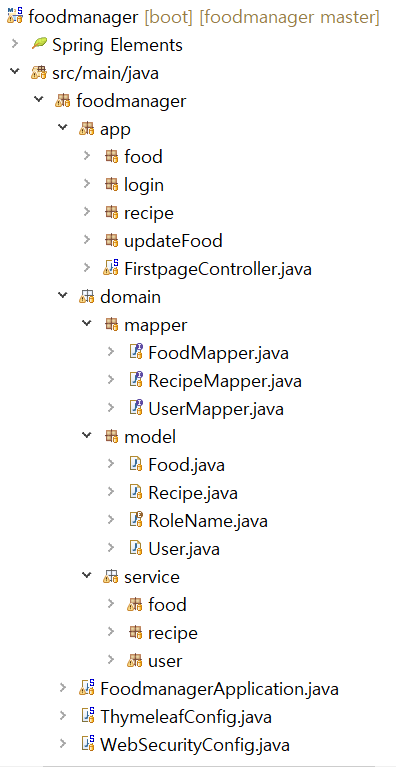 foodmanager [boot] [foodmanager master]
Spring Elements
src/main/java
foodmanager
app
food
login
recipe
updateFood
FirstpageController.java
domain
mapper
FoodMapper.java
RecipeMapper.java
UserMapper.java
model
Food.java
Recipe.java
RoleName.java
User.java
service
food
recipe
user
FoodmanagerApplication.java
ThymeleafConfig.java
WebSecurityConfig.java